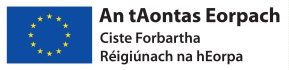 An tAontas Eorpach
Ciste Forbartha
Réigiúnach na hEorpa